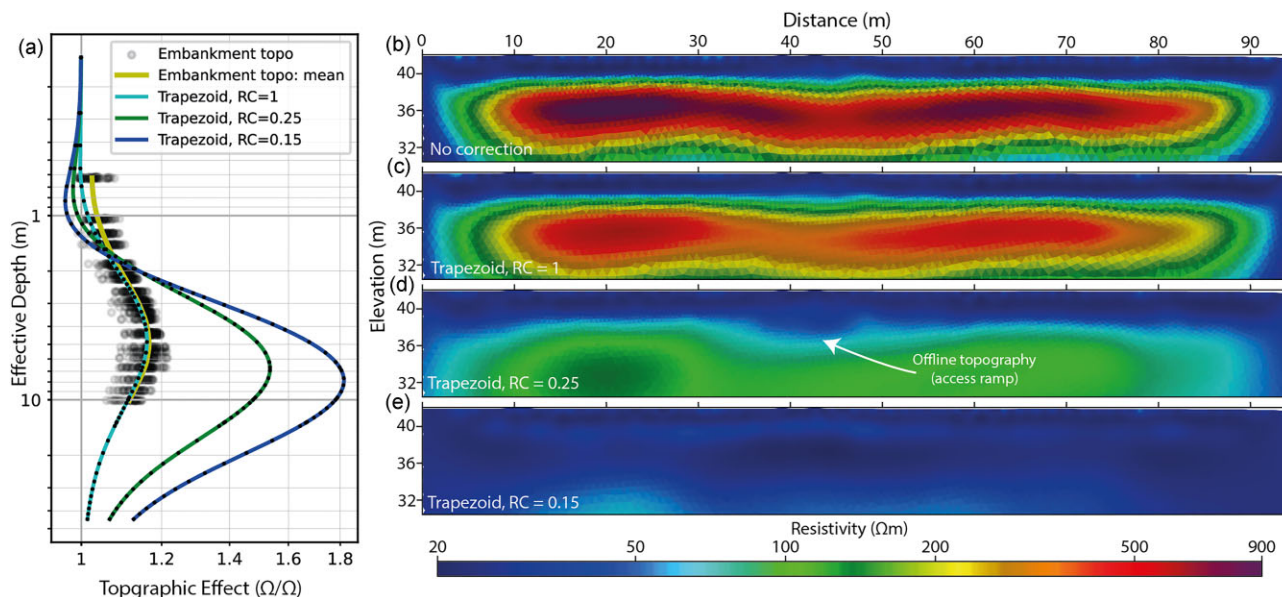 (a)
Embankment topo
Embankment topo: mean
Trapezoid, RC=1
Trapezoid, RC=0.25
Trapezoid, RC=0.15
1
10
Effective Depth (m)
1 1.2 1.4 1.6 1.8
Topgraphic Effect (Ω/Ω)
Distance (m)
(b) 0 10 20 30 40 50 60 70 80 90
40
36
32
No correction
(c)
40
36
32
Trapezoid, RC = 1
Elevation (m)
(d)
40
36
32
Offline topography
(access ramp)
Trapezoid, RC = 0.25
(e)
40
36
32
Trapezoid, RC = 0.15
Resistivity (Ωm)
20 50 100 200 500 900